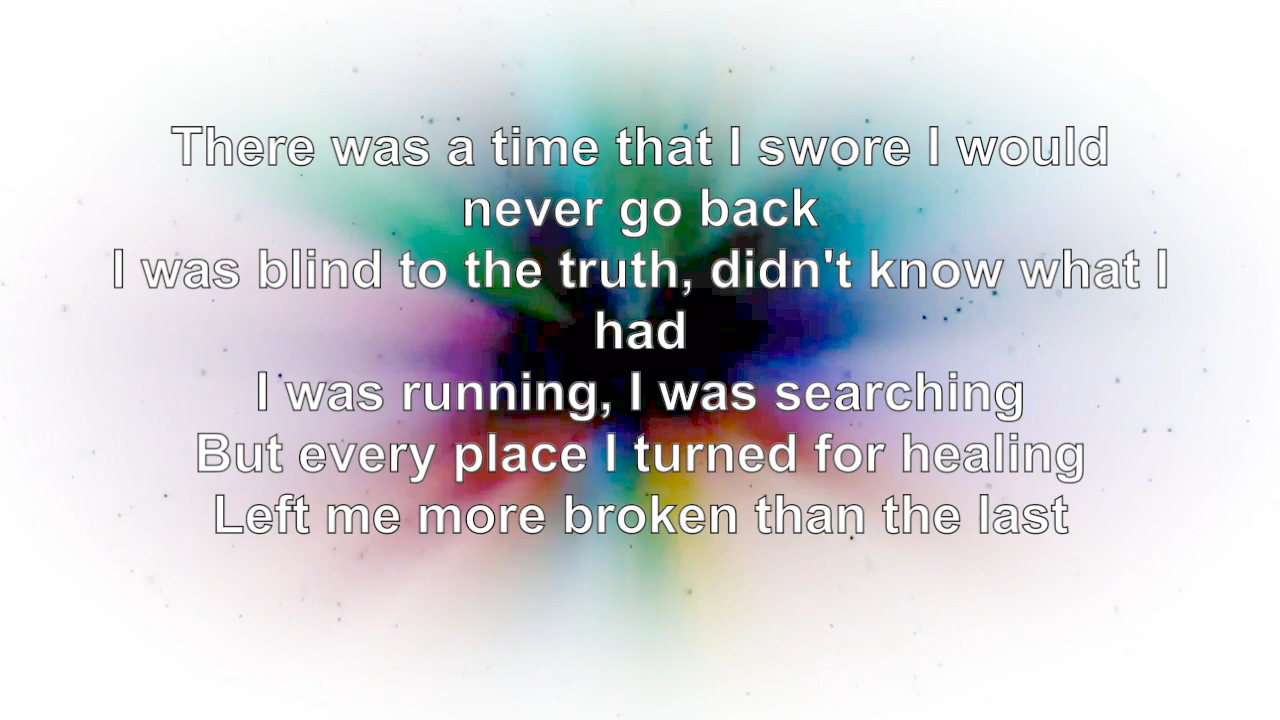 There was a time that I swore I would
never go back
I was blind to the truth, didn't know what I
had
I was running, I was searching
But every place I turned for healing
Left me more broken than the last